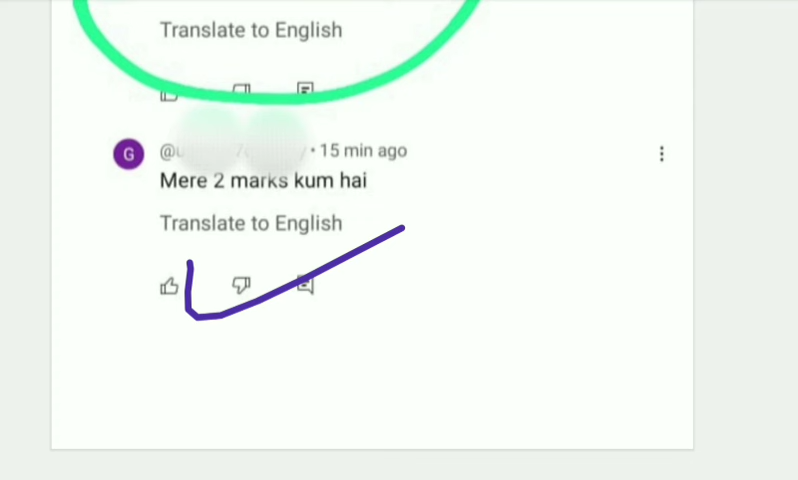 Translate to English
G
• 15 min ago
Mere 2 marks kum hai
Translate to English